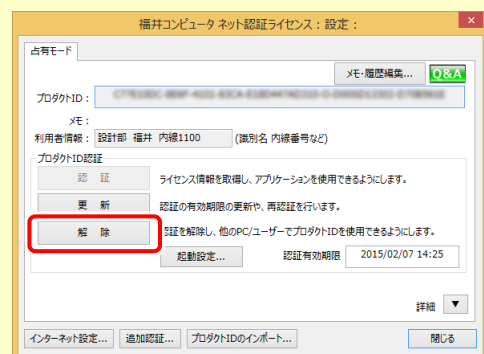 福井コンピュータ ネット認証ライセンス : 設定 :
占有モード
メモ・履歴編集... Q&A
プロダクトID :
メモ :
利用者情報 : 設計部 福井 内線1100 (識別名 内線番号など)
プロダクトID認証
認 証 ライセンス情報を取得し、アプリケーションを使用できるようにします。
更 新 認証の有効期限の更新や、再認証を行います。
解 除 認証を解除し、他のPC/ユーザーでプロダクトIDを使用できるようにします。
起動設定... 認証有効期限 2015/02/07 14:25
詳細 ▼
インターネット設定... 追加認証... プロダクトIDのインポート... 閉じる